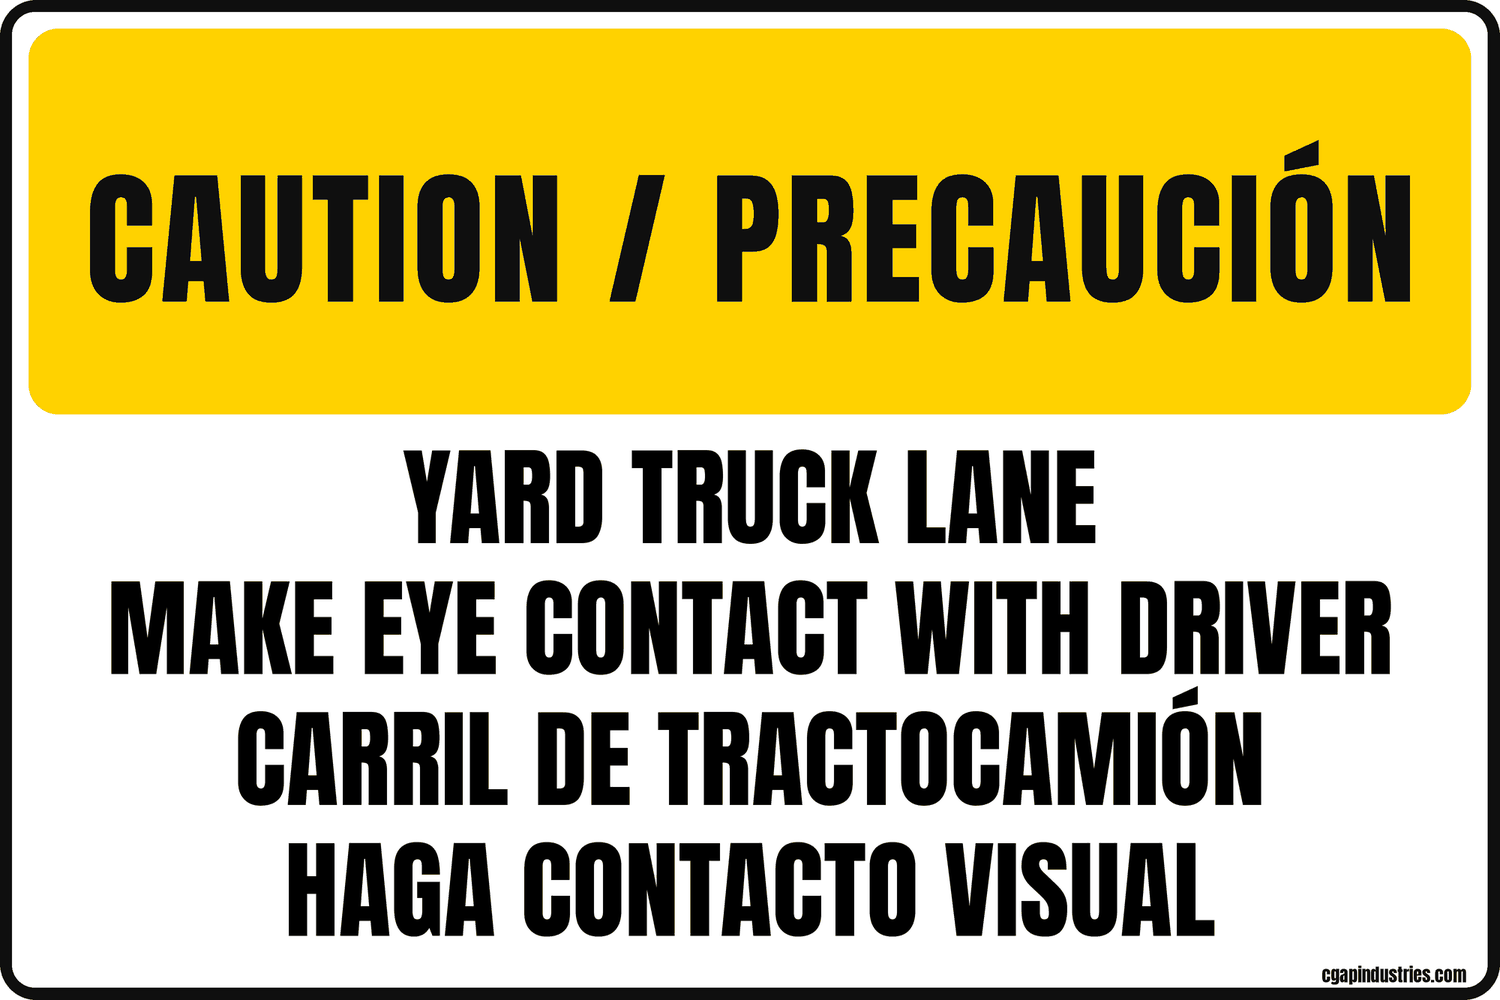 CAUTION / PRECAUCIÓN
YARD TRUCK LANE
MAKE EYE CONTACT WITH DRIVER
CARRIL DE TRACTOCAMIÓN
HAGA CONTACTO VISUAL
cgapindustries.com